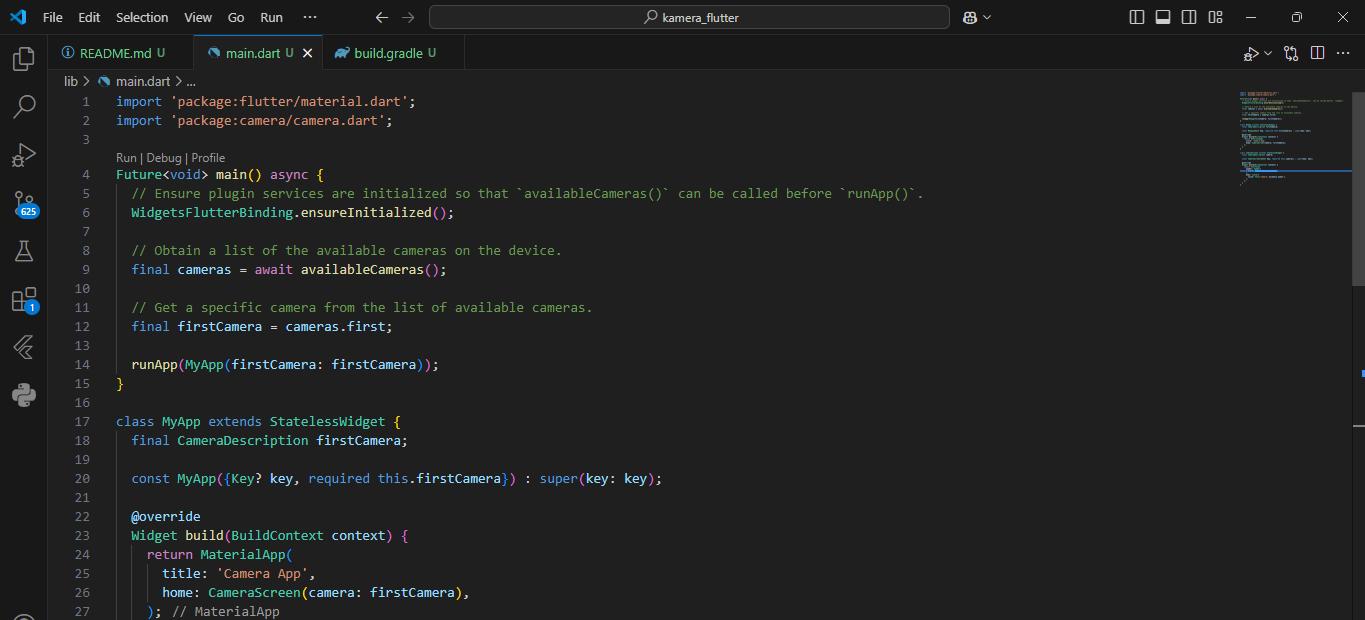 File Edit Selection View Go Run ··· kamera_flutter
README.md U main.dart U build.gradle U
lib > main.dart > ...
1 import 'package:flutter/material.dart';
2 import 'package:camera/camera.dart';
3
Run | Debug | Profile
4 Future<void> main() async {
5 // Ensure plugin services are initialized so that `availableCameras()` can be called before `runApp()`.
6 WidgetsFlutterBinding.ensureInitialized();
7
8 // Obtain a list of the available cameras on the device.
9 final cameras = await availableCameras();
10
11 // Get a specific camera from the list of available cameras.
12 final firstCamera = cameras.first;
13
14 runApp(MyApp(firstCamera: firstCamera));
15 }
16
17 class MyApp extends StatelessWidget {
18 final CameraDescription firstCamera;
19
20 const MyApp({Key? key, required this.firstCamera}) : super(key: key);
21
22 @override
23 Widget build(BuildContext context) {
24 return MaterialApp(
25 title: 'Camera App',
26 home: CameraScreen(camera: firstCamera),
27 ); // MaterialApp
625
1